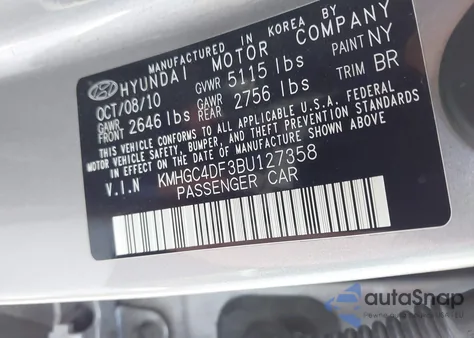 MANUFACTURED IN KOREA BY
HYUNDAI MOTOR COMPANY
OCT/08/10 GVWR 5115 lbs PAINT NY
GAWR FRONT 2646 lbs GAWR REAR 2756 lbs TRIM BR
THIS VEHICLE CONFORMS TO ALL APPLICABLE U.S.A. FEDERAL
MOTOR VEHICLE SAFETY, BUMPER, AND THEFT PREVENTION
STANDARDS IN EFFECT ON THE DATE OF MANUFACTURE SHOWN ABOVE.
V.I.N KMHGC4DF3BU127358
PASSENGER CAR
autoSnap